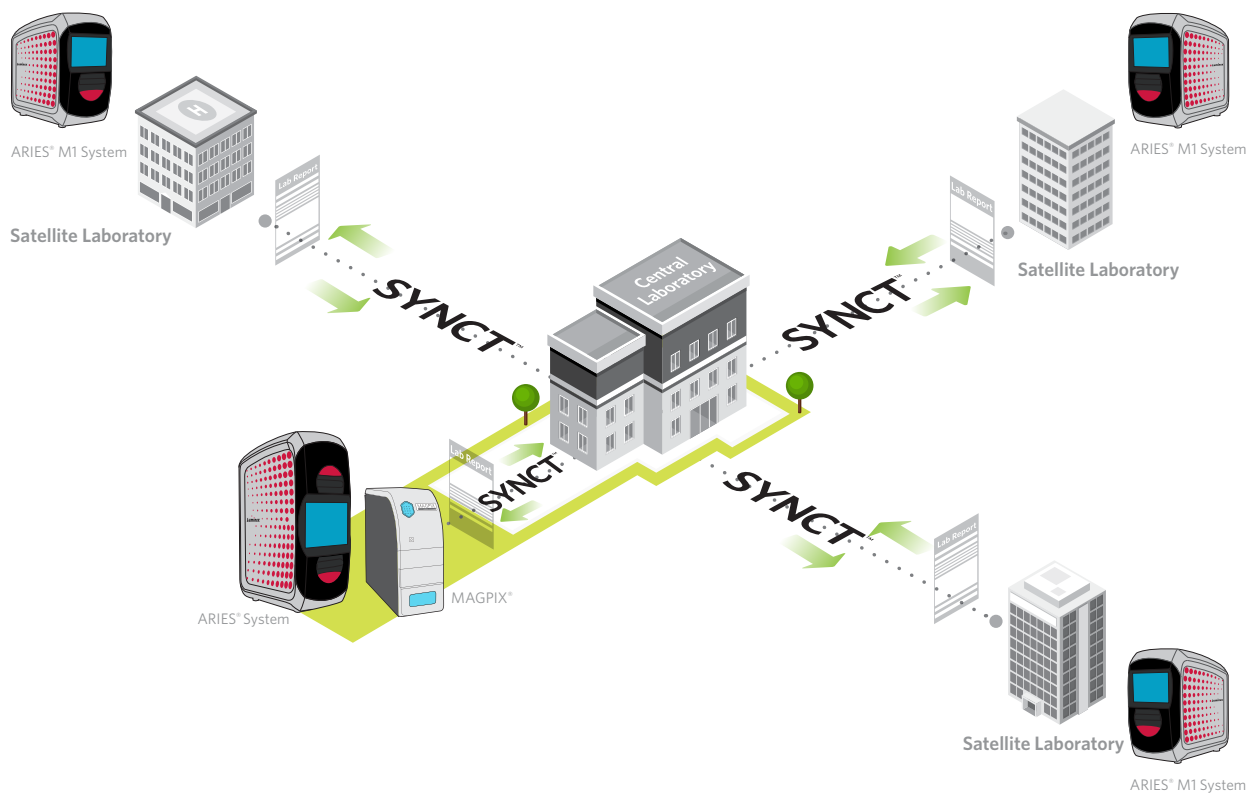 ARIES® M1 System
Satellite Laboratory
H
Lab Report
SYNCT™
ARIES® M1 System
Satellite Laboratory
Lab Report
SYNCT™
Central
Laboratory
Lab Report
SYNCT™
Luminex
ARIES® System
MAGPIX®
SYNCT™
Lab Report
Satellite Laboratory
ARIES® M1 System